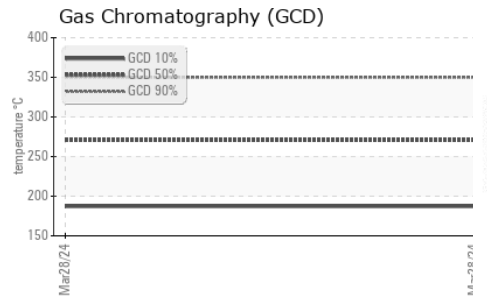 Gas Chromatography (GCD)
400
350
300
250
200
150
temperature °C
GCD 10%
GCD 50%
GCD 90%
Mar28/24